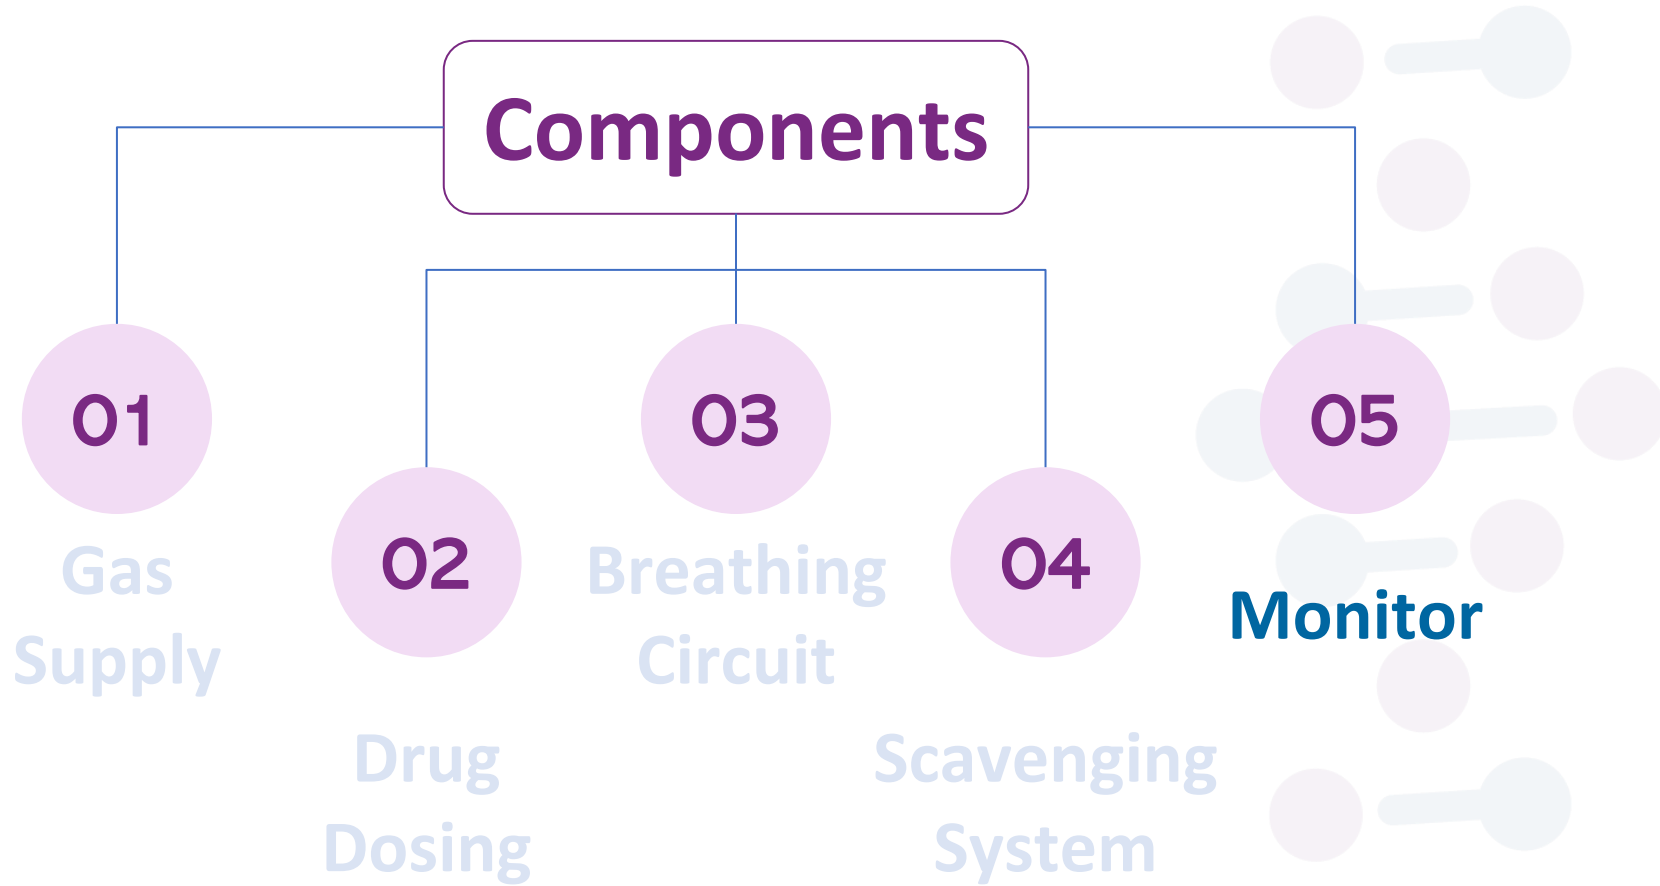 Components
01
Gas
Supply
02
Drug
Dosing
03
Breathing
Circuit
04
Scavenging
System
05
Monitor